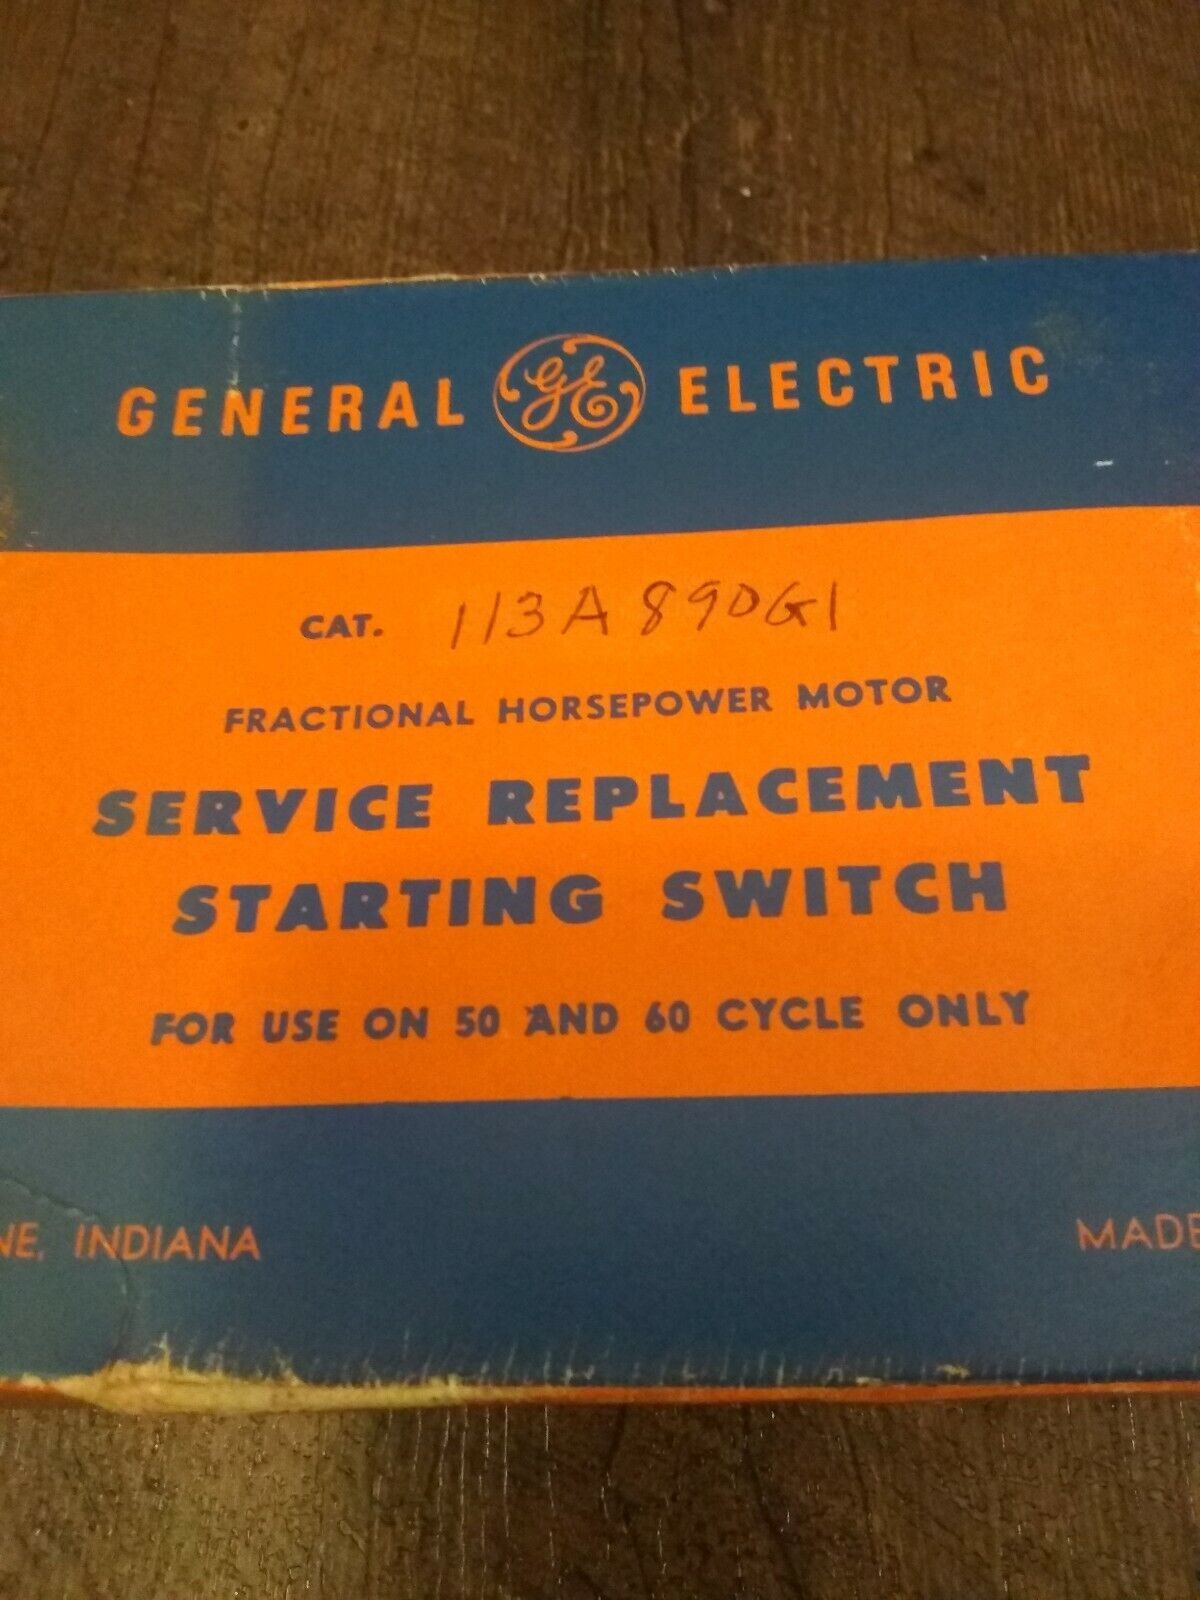 GENERAL GE ELECTRIC
CAT. 113A890G1
FRACTIONAL HORSEPOWER MOTOR
SERVICE REPLACEMENT
STARTING SWITCH
FOR USE ON 50 AND 60 CYCLE ONLY
NE, INDIANA MADE